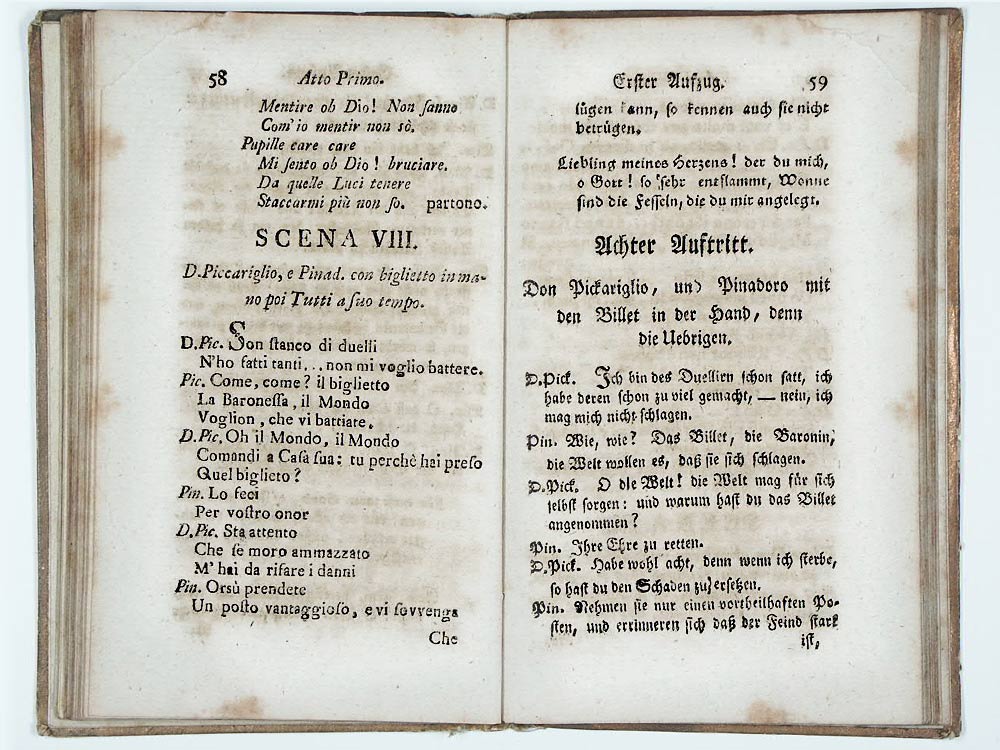 58 Atto Primo.
Mentire oh Dio! Non ſanno
Com'io mentir non sò.
Pupille care care
Mi ſento oh Dio! bruciare.
Da quelle Luci tenere
Staccarmi più non ſo. partono.
SCENA VIII.
D.Piccariglio, e Pinad. con biglietto in ma-
no poi Tutti a ſuo tempo.
D.Pic. Son ſtanco di duelli
N'ho fatti tanti... non mi voglio battere.
Pic. Come, come? il biglietto
La Baroneſſa, il Mondo
Voglion, che vi battiate.
D.Pic. Oh il Mondo, il Mondo
Comandi a Caſa ſua: tu perchè hai preſo
Quel biglieto?
Pin. Lo feci
Per voſtro onor
D.Pic. Sta attento
Che ſe moro ammazzato
M'hai da rifare i danni
Pin. Orsù prendete
Un poſto vantaggioſo, e vi ſovvenga
Che
Erſter Aufzug. 59
lügen kann, ſo kennen auch ſie nicht
betrügen.
Liebling meines Herzens! der du mich,
o Gott! ſo ſehr entflammt, Wonne
ſind die Feſſeln, die du mir angelegt.
Achter Auftritt.
Don Pickariglio, und Pinadoro mit
den Billet in der Hand, denn
die Uebrigen.
D.Pick. Ich bin des Duellirn ſchon ſatt, ich
habe deren ſchon zu viel gemacht, — nein, ich
mag mich nicht ſchlagen.
Pin. Wie, wie? Das Billet, die Baronin,
die Welt wollen es, daß ſie ſich ſchlagen.
D.Pick. O die Welt! die Welt mag für ſich
ſelbſt ſorgen: und warum haſt du das Billet
angenommen?
Pin. Ihre Ehre zu retten.
D.Pick. Habe wohl acht, denn wenn ich ſterbe,
ſo haſt du den Schaden zu erſetzen.
Pin. Nehmen ſie nur einen vortheilhaften Po-
ſten, und errinneren ſich daß der Feind ſtark
iſt,